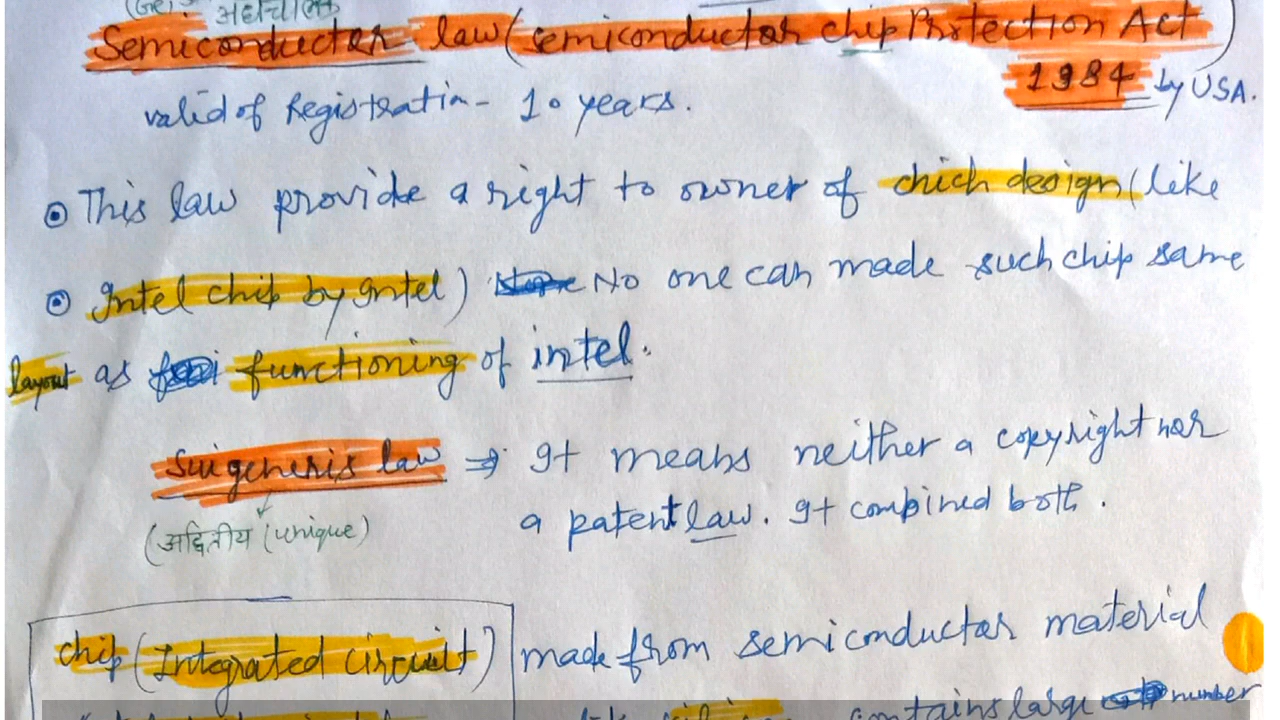 अर्धचालक
Semiconductor law (semiconductor chip Protection Act)
1984 by USA.
valid of Registration - 10 years.
This law provide a right to owner of chich design (like
Intel chip by Intel) No one can made such chip same
layout as functioning of intel.
Suigeneris law → It means neither a copyright nor
a patent law. It combined both.
(अद्वितीय (unique)
chip (Integrated circuit) made from semiconductor material
contains large number